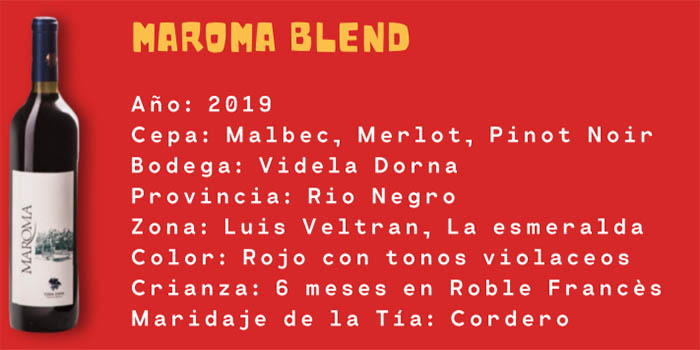 MAROMA BLEND
Año: 2019
Cepa: Malbec, Merlot, Pinot Noir
Bodega: Videla Dorna
Provincia: Rio Negro
Zona: Luis Veltran, La esmeralda
Color: Rojo con tonos violaceos
Crianza: 6 meses en Roble Francès
Maridaje de la Tía: Cordero
MAROMA